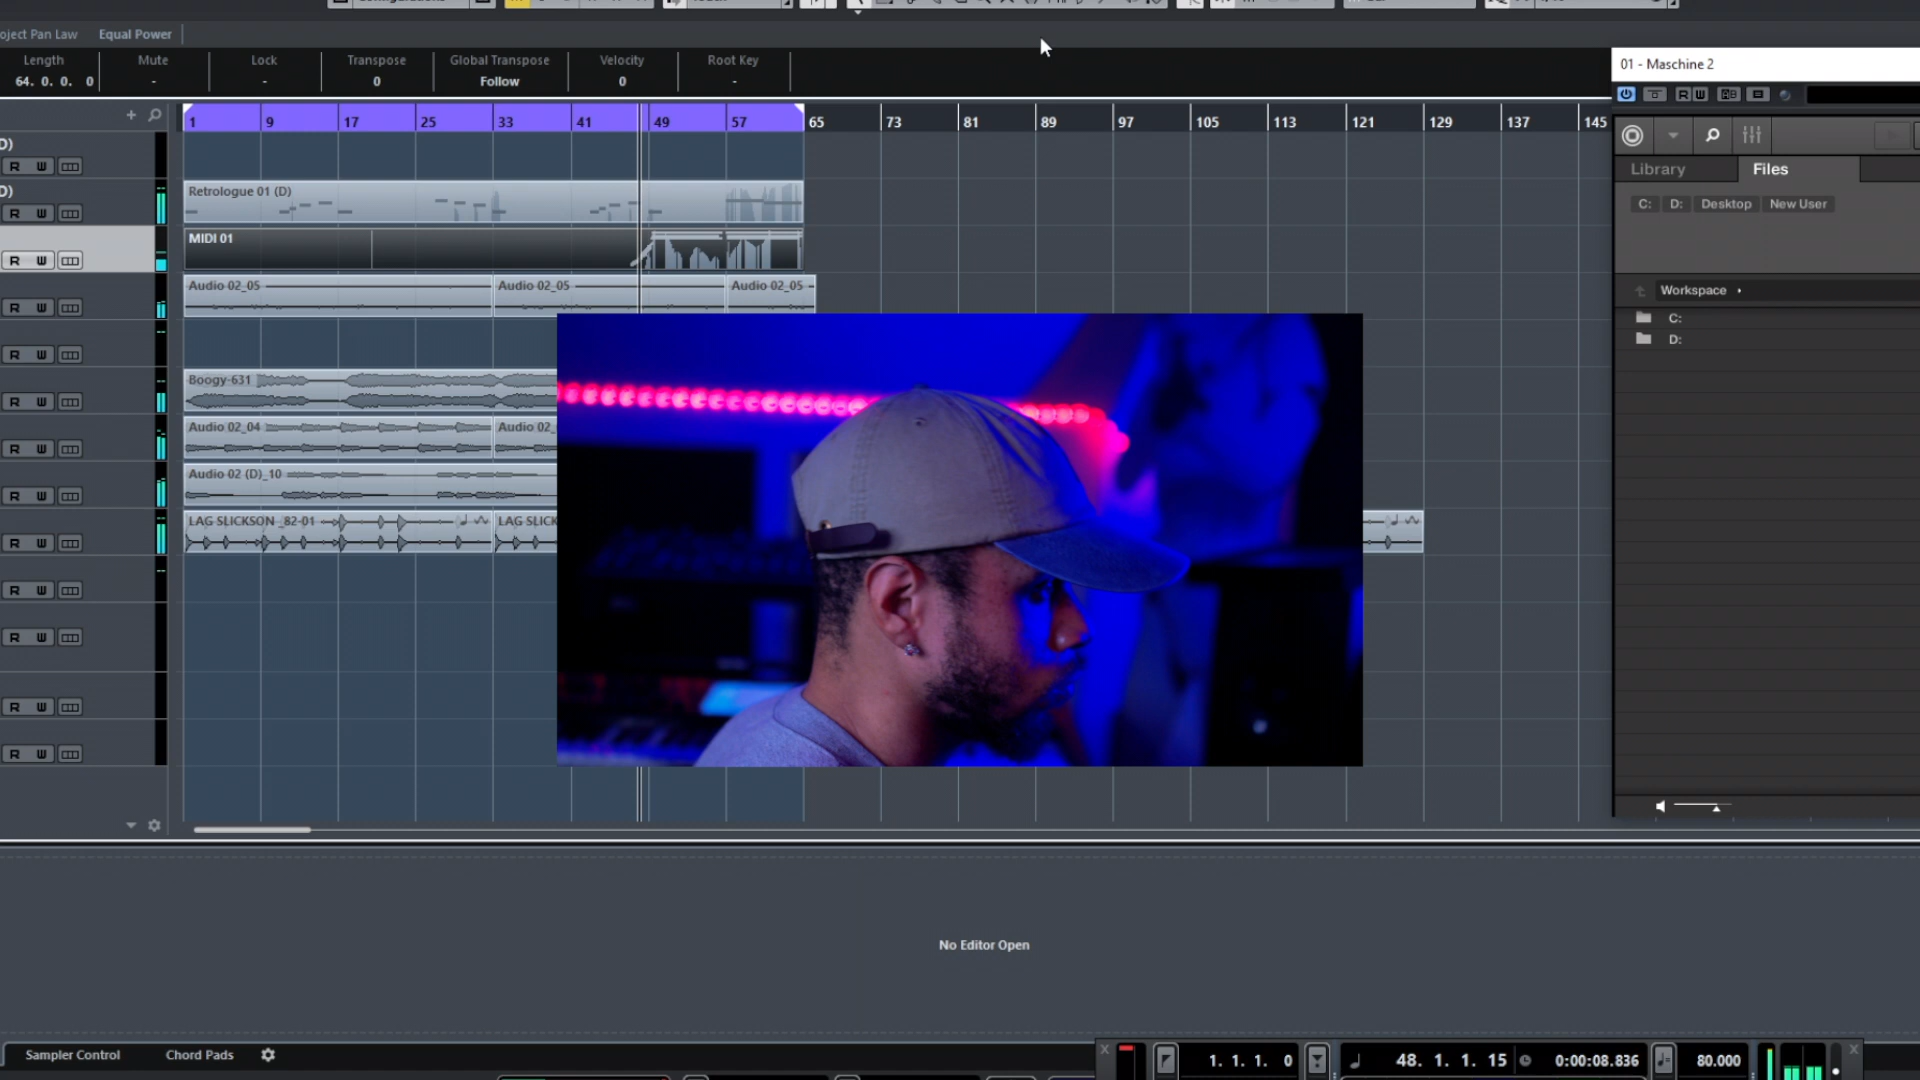 oject Pan Law Equal Power
Length Mute Lock Transpose Global Transpose Velocity Root Key
64. 0. 0. 0 - - 0 Follow 0 -
01 - Maschine 2
R W
1 9 17 25 33 41 49 57 65 73 81 89 97 105 113 121 129 137 145
Library Files
C: D: Desktop New User
Workspace
C:
D:
D)
R W
D)
R W
Retrologue 01 (D)
MIDI 01
R W
Audio 02_05 Audio 02_05 Audio 02_05
R W
R W
Boogy-631
R W
Audio 02_04 Audio 02_
R W
Audio 02 (D)_10
R W
LAG SLICKSON _82-01 LAG SLICK
R W
R W
R W
R W
R W
No Editor Open
Sampler Control Chord Pads
1. 1. 1. 0 48. 1. 1. 15 0:00:08.836 80.000